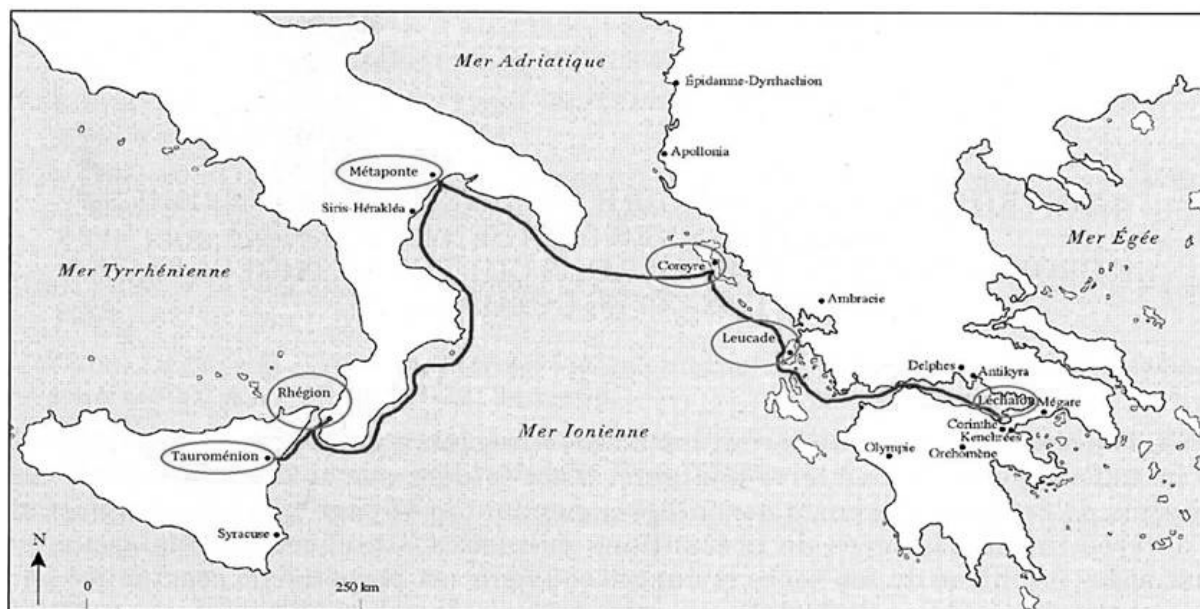 Mer Adriatique
Épidamne-Dyrrhachion
Apollonia
Métaponte
Siris-Hérakléa
Mer Égée
Mer Tyrrhénienne
Corcyre
Ambracie
Leucade
Delphes
Antikyra
Rhégion
Léchaion
Mégare
Mer Ionienne
Corinthe
Kenchrées
Tauroménion
Olympie
Orchomène
Syracuse
N
0
250 km